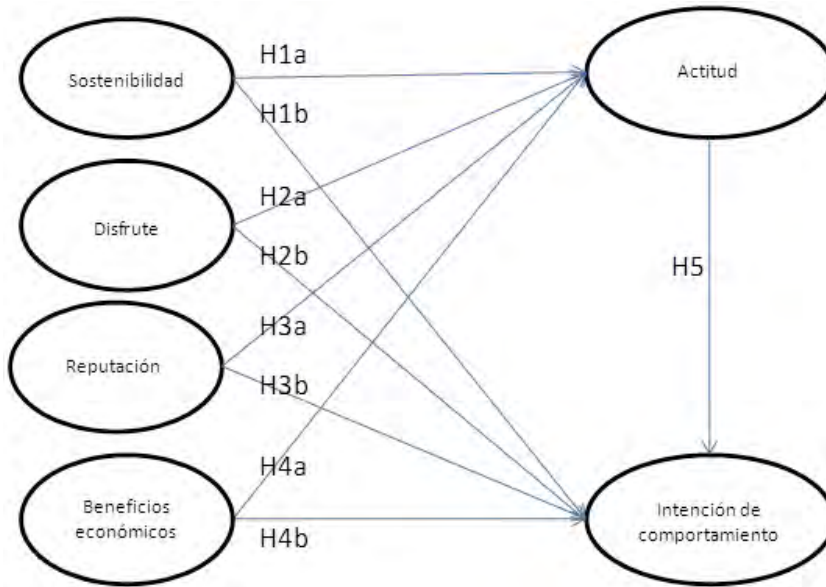 Sostenibilidad
H1a
H1b
Actitud
Disfrute
H2a
H2b
H5
Reputación
H3a
H3b
Beneficios
económicos
H4a
H4b
Intención de
comportamiento